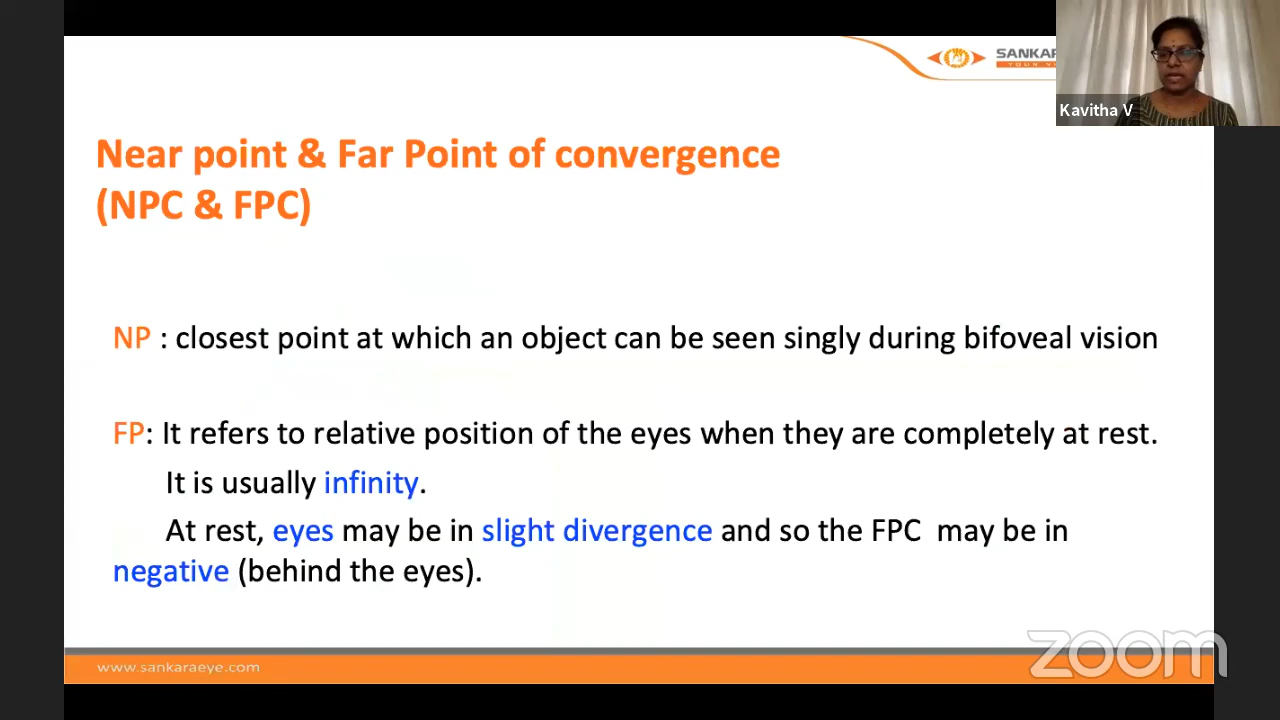 SANKARA
Kavitha V
Near point & Far Point of convergence
(NPC & FPC)
NP : closest point at which an object can be seen singly during bifoveal vision
FP: It refers to relative position of the eyes when they are completely at rest.
It is usually infinity.
At rest, eyes may be in slight divergence and so the FPC may be in
negative (behind the eyes).
www.sankaraeye.com
zoom